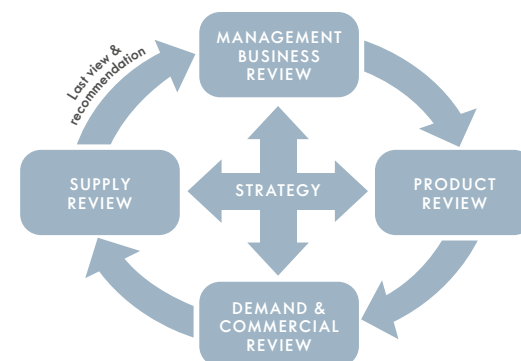 MANAGEMENT
BUSINESS
REVIEW
Last view &
recommendation
SUPPLY
REVIEW
STRATEGY
PRODUCT
REVIEW
DEMAND &
COMMERCIAL
REVIEW